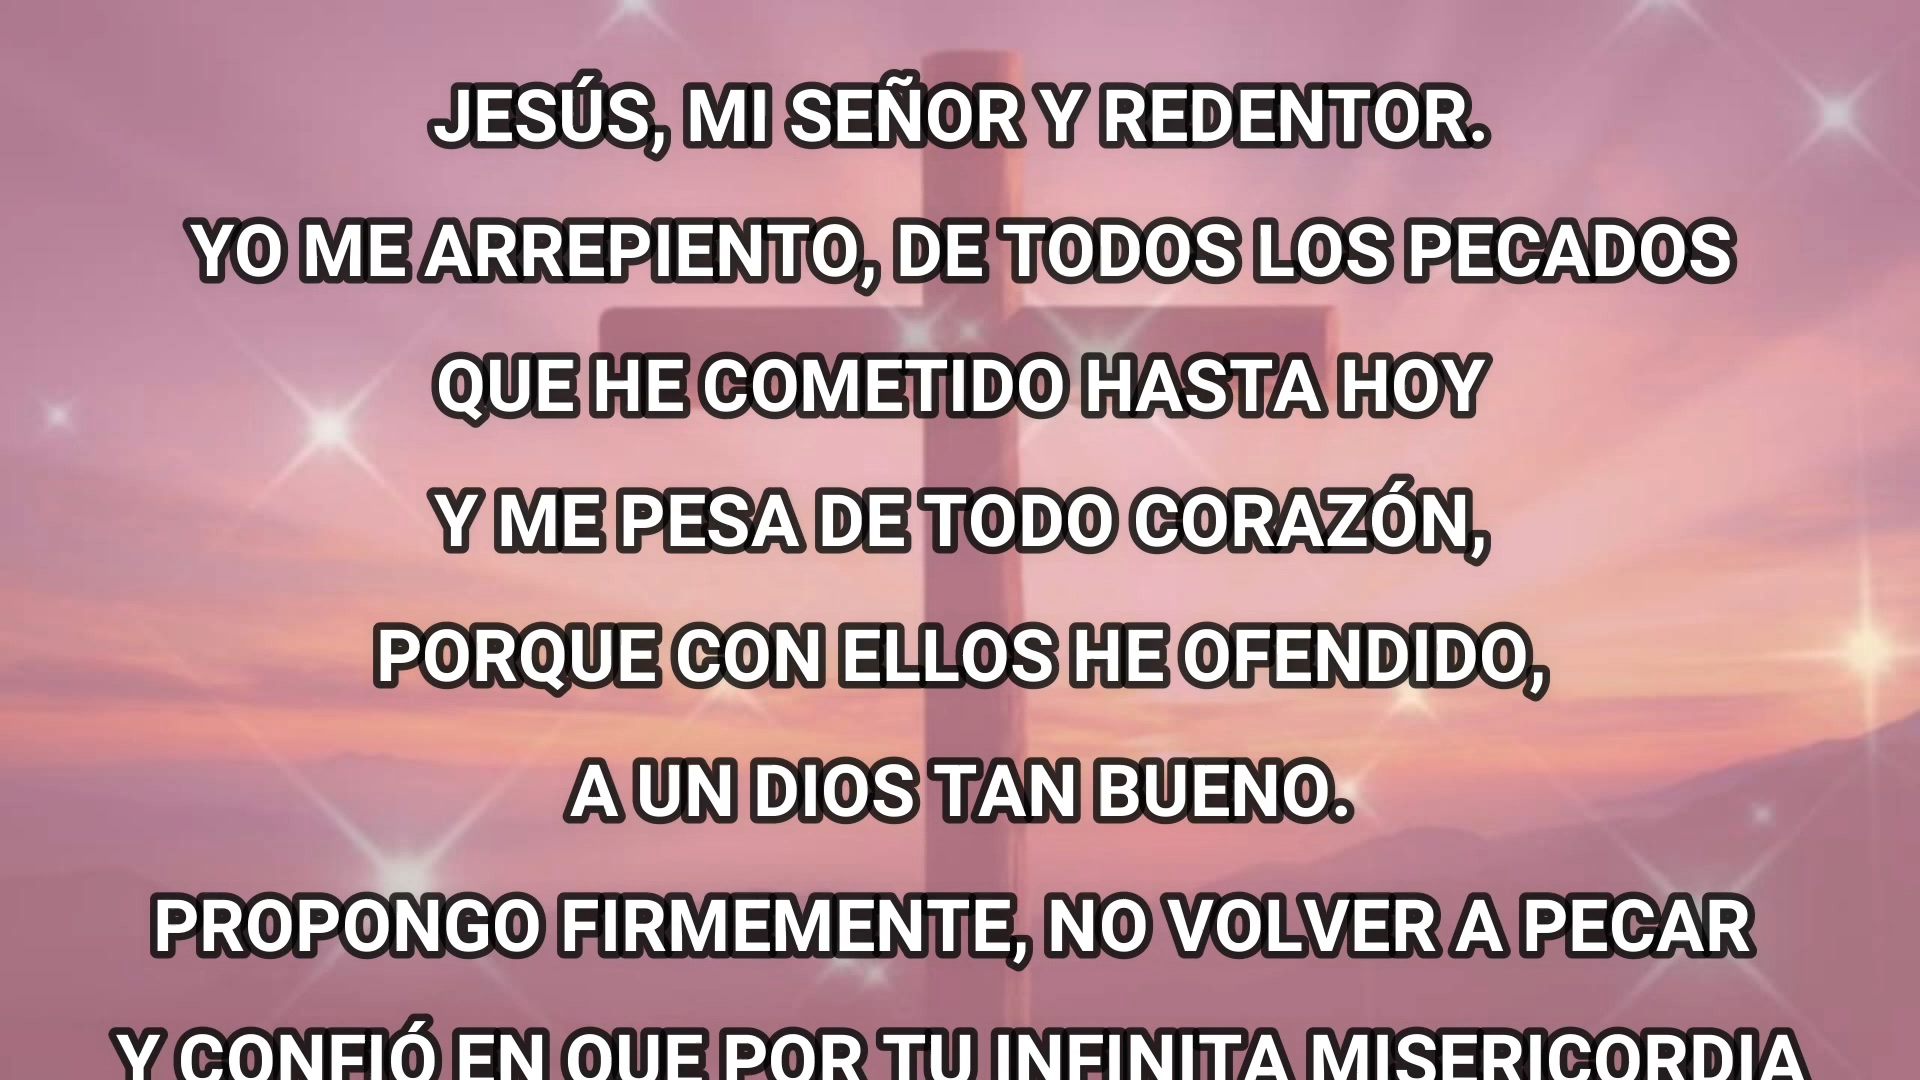 JESÚS, MI SEÑOR Y REDENTOR.
YO ME ARREPIENTO, DE TODOS LOS PECADOS
QUE HE COMETIDO HASTA HOY
Y ME PESA DE TODO CORAZÓN,
PORQUE CON ELLOS HE OFENDIDO,
A UN DIOS TAN BUENO.
PROPONGO FIRMEMENTE, NO VOLVER A PECAR
Y CONFIÓ EN QUE POR TU INFINITA MISERICORDIA